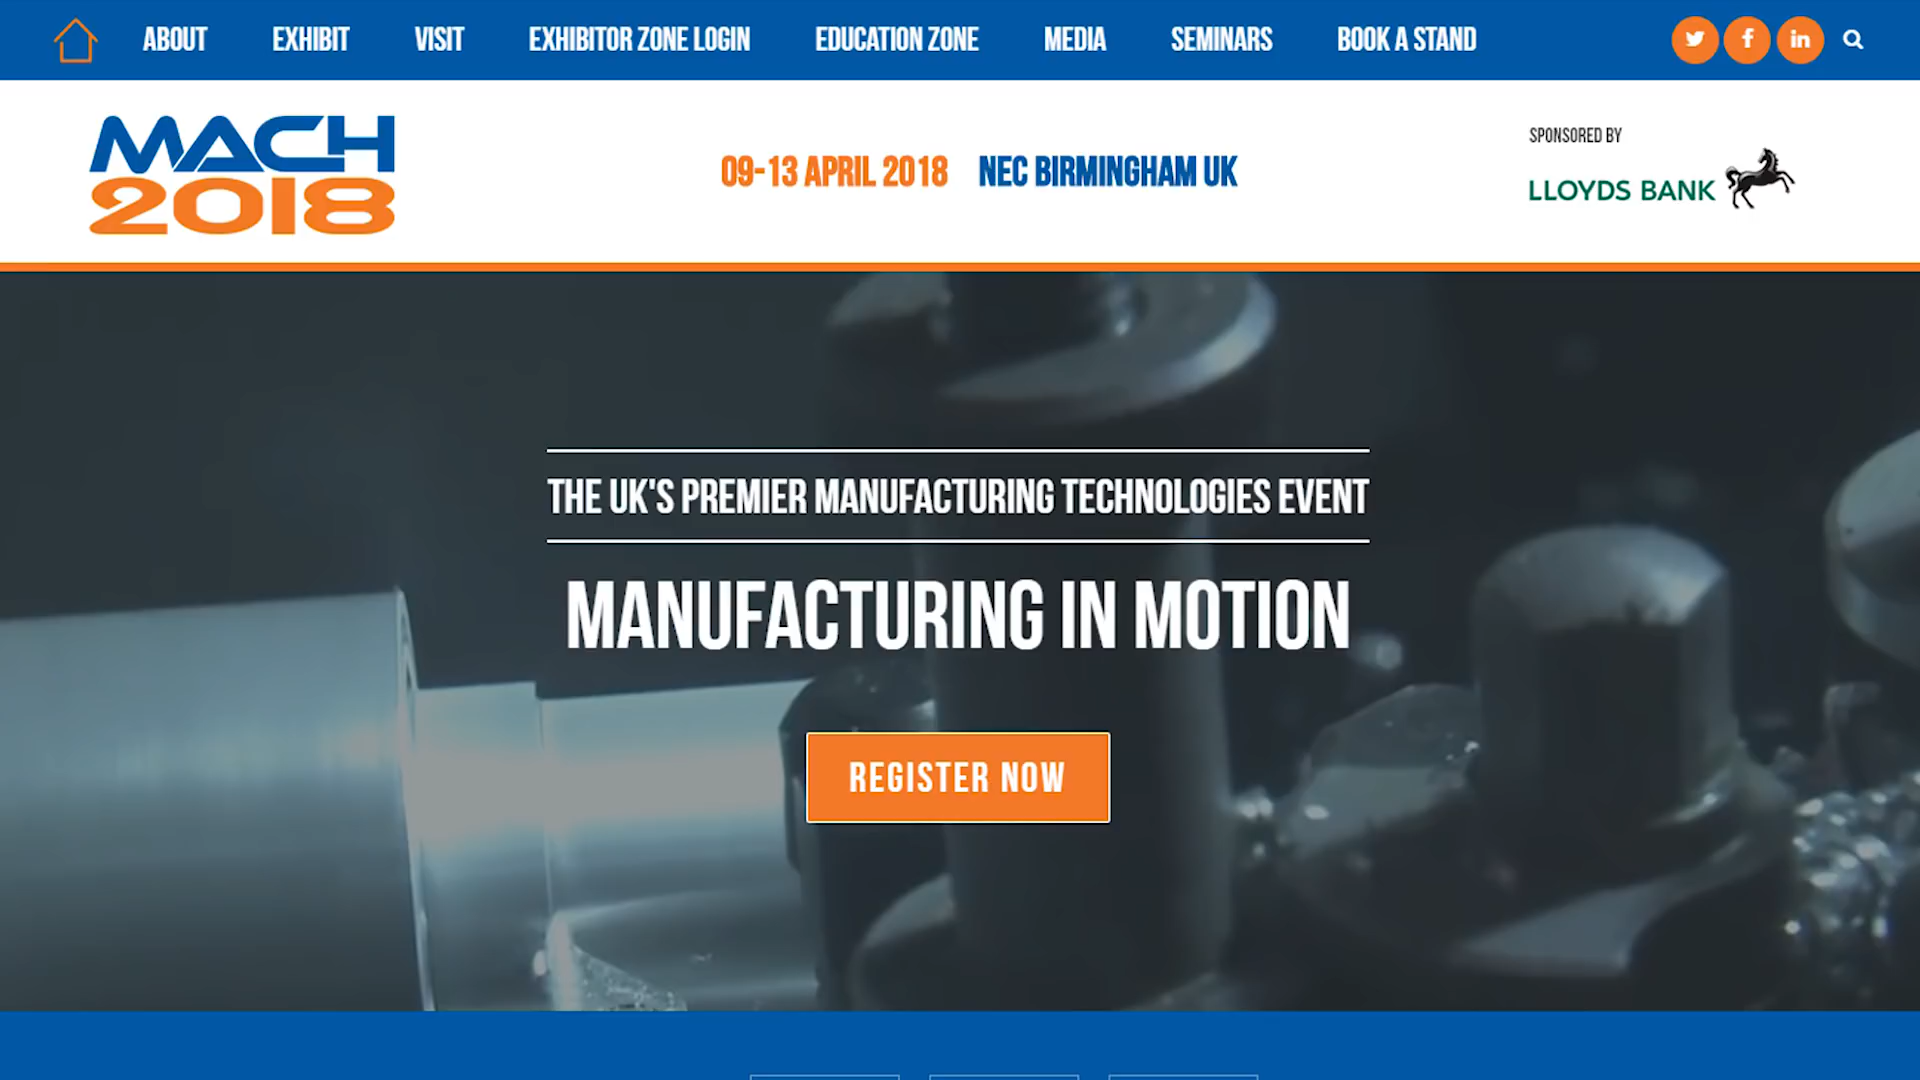 ABOUT EXHIBIT VISIT EXHIBITOR ZONE LOGIN EDUCATION ZONE MEDIA SEMINARS BOOK A STAND
MACH
2018
09-13 APRIL 2018 NEC BIRMINGHAM UK
SPONSORED BY
LLOYDS BANK
THE UK'S PREMIER MANUFACTURING TECHNOLOGIES EVENT
MANUFACTURING IN MOTION
REGISTER NOW